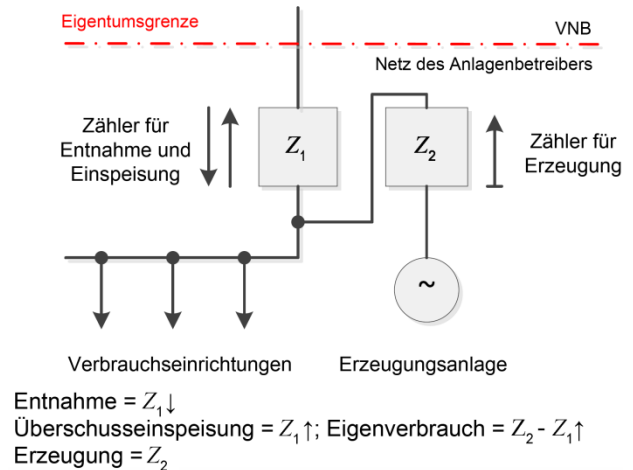 Eigentumsgrenze
VNB
Netz des Anlagenbetreibers
Zähler für
Entnahme und
Einspeisung
Z₁
Z₂
Zähler für
Erzeugung
~
Verbrauchseinrichtungen
Erzeugungsanlage
Entnahme = Z₁↓
Überschusseinspeisung = Z₁↑; Eigenverbrauch = Z₂ - Z₁↑
Erzeugung = Z₂